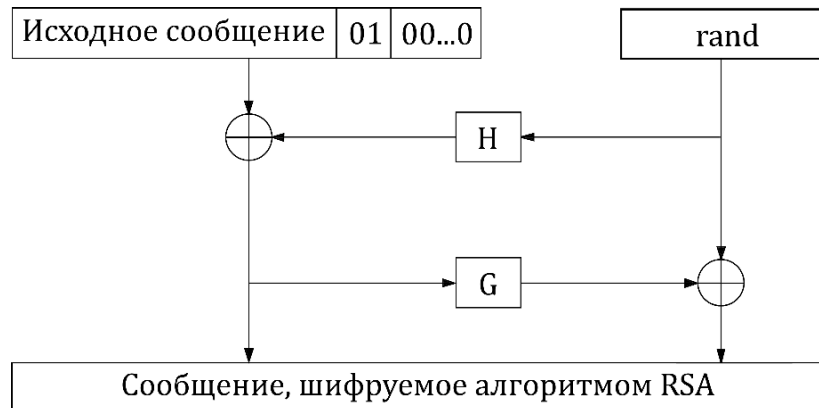 Исходное сообщение 01 00...0 rand
H
G
Сообщение, шифруемое алгоритмом RSA